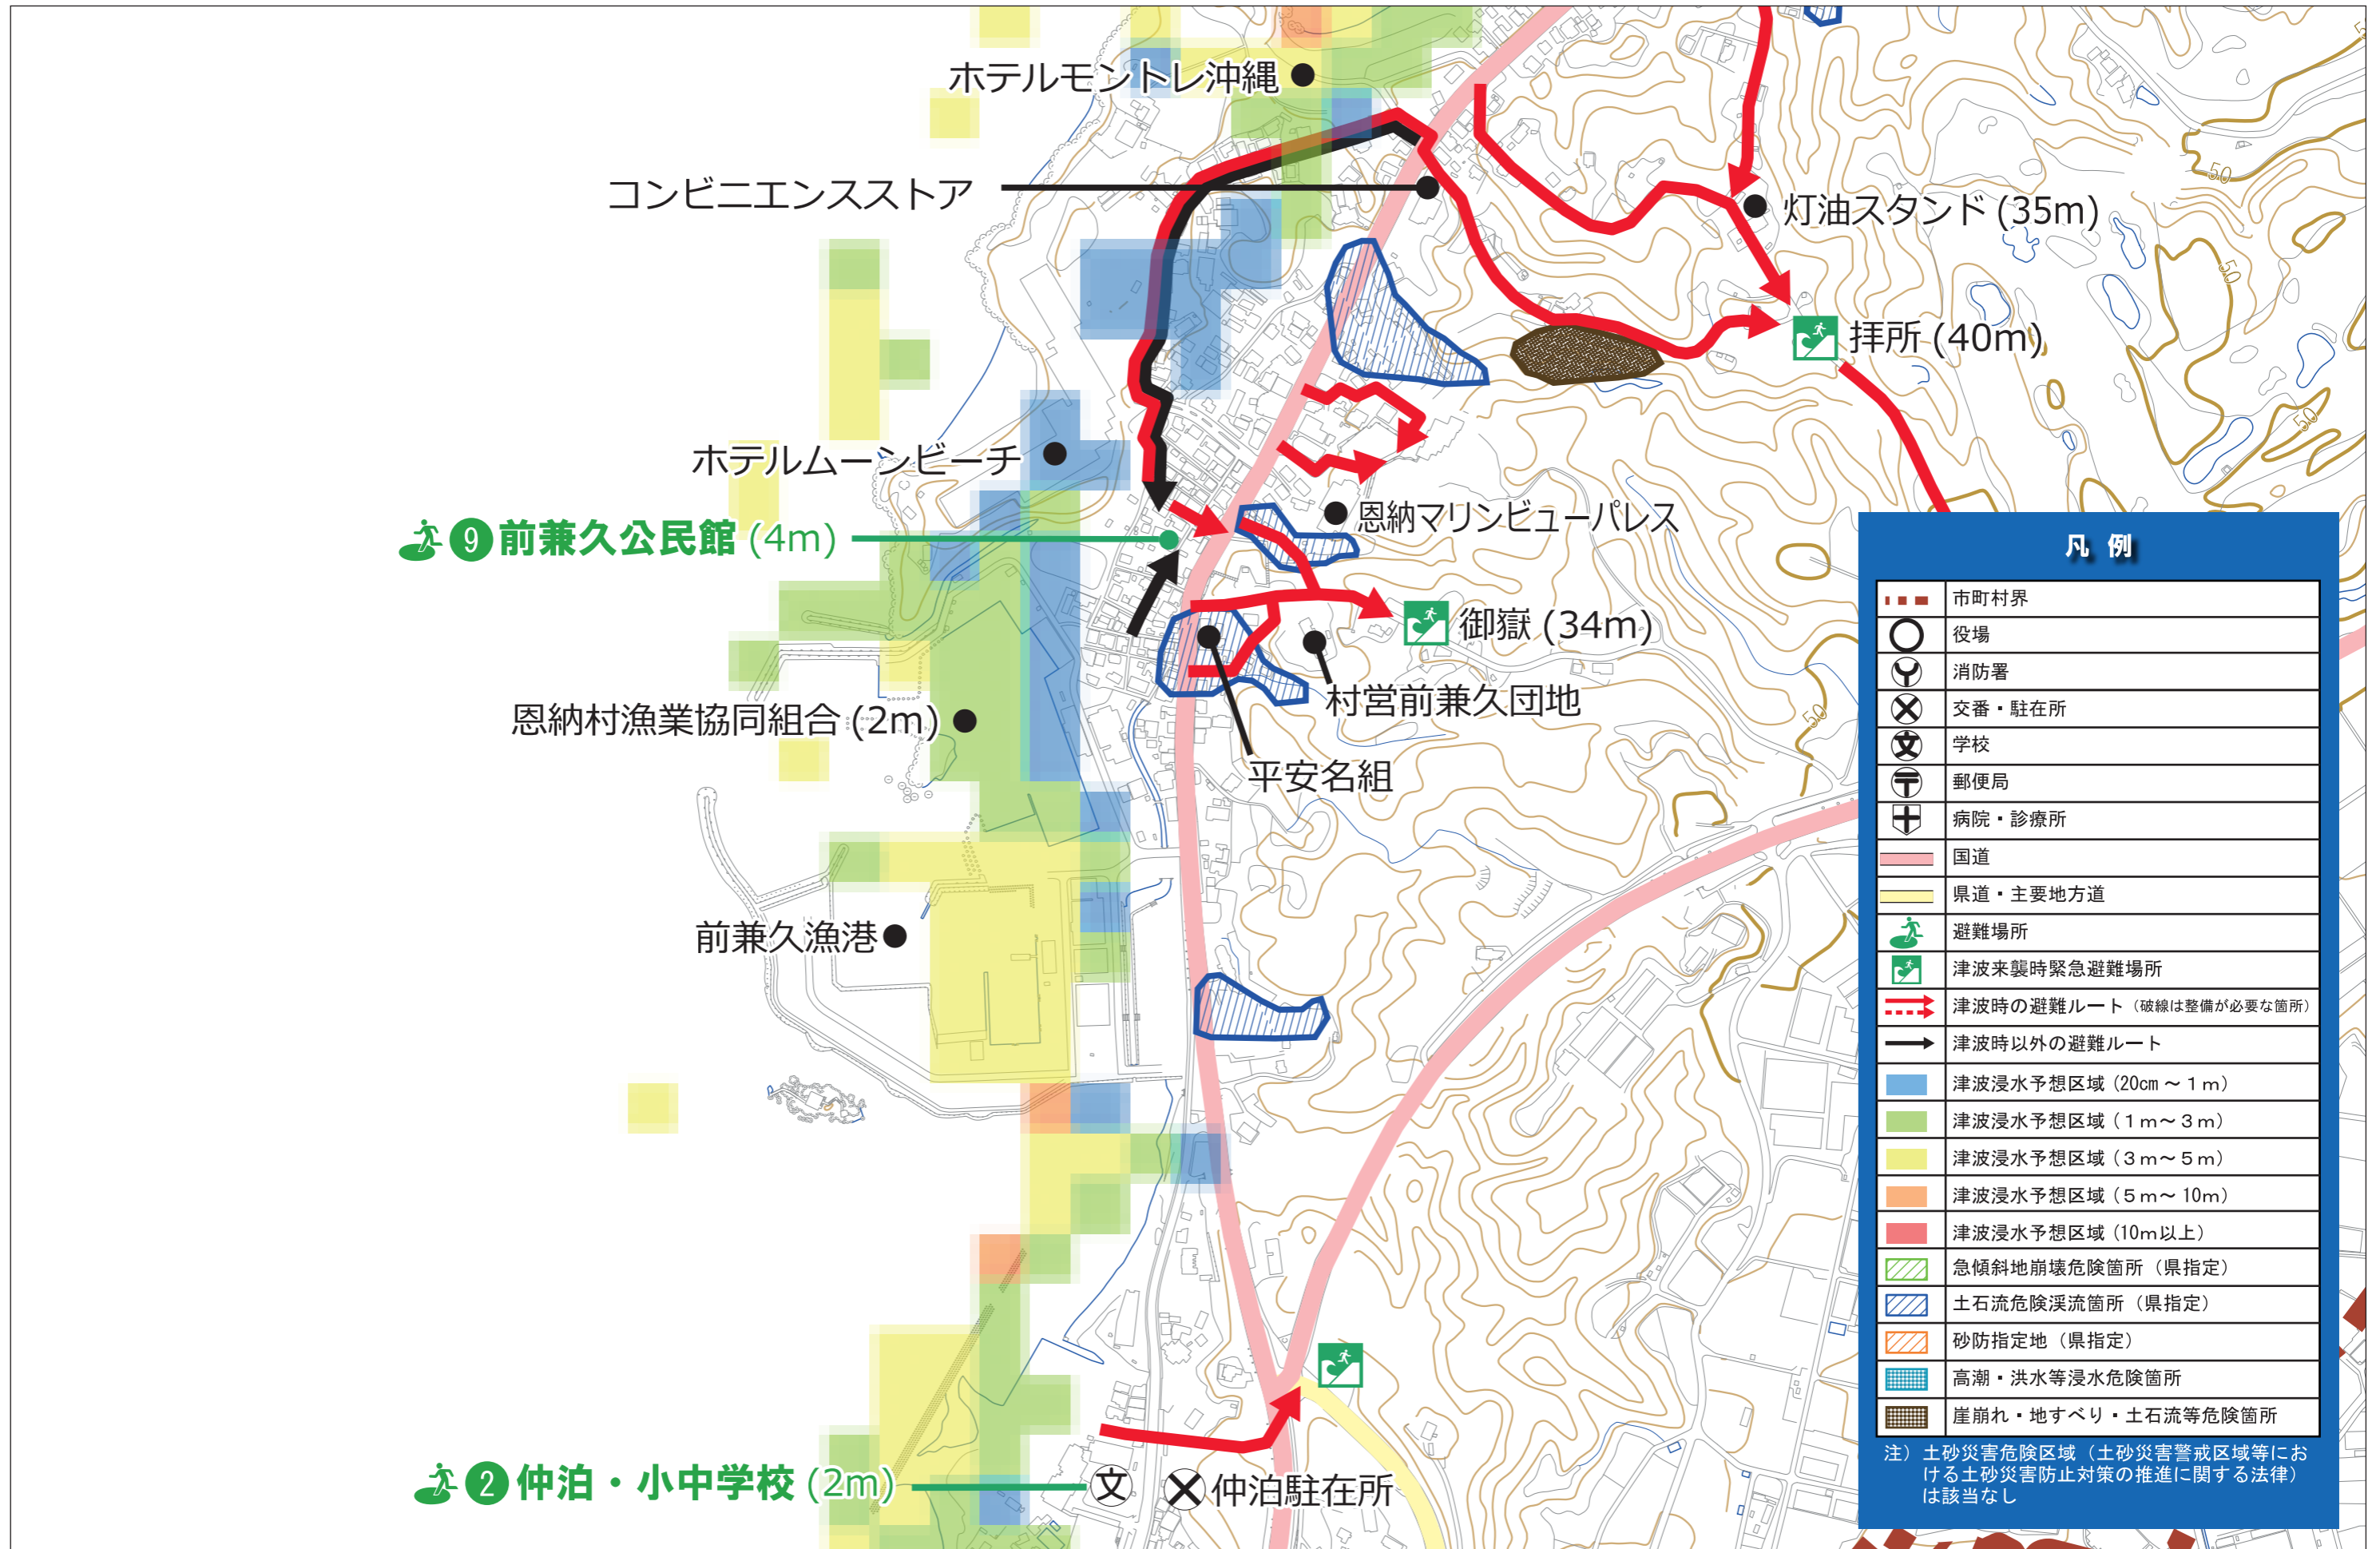 ホテルモントレ沖縄
コンビニエンスストア
灯油スタンド (35m)
50
50
50
50
拝所 (40m)
ホテルムーンビーチ
恩納マリンビューパレス
9 前兼久公民館 (4m)
御嶽 (34m)
村営前兼久団地
恩納村漁業協同組合 (2m)
平安名組
前兼久漁港
2 仲泊・小中学校 (2m)
文
仲泊駐在所
凡 例
市町村界
役場
消防署
交番・駐在所
文 学校
郵便局
病院・診療所
国道
県道・主要地方道
避難場所
津波来襲時緊急避難場所
津波時の避難ルート（破線は整備が必要な箇所）
津波時以外の避難ルート
津波浸水予想区域 (20cm ～ 1 m)
津波浸水予想区域 ( 1 m～ 3 m)
津波浸水予想区域 ( 3 m～ 5 m)
津波浸水予想区域 ( 5 m～ 10m)
津波浸水予想区域 (10m以上)
急傾斜地崩壊危険箇所（県指定）
土石流危険渓流箇所（県指定）
砂防指定地（県指定）
高潮・洪水等浸水危険箇所
崖崩れ・地すべり・土石流等危険箇所
注）土砂災害危険区域（土砂災害警戒区域等にお
ける土砂災害防止対策の推進に関する法律）
は該当なし